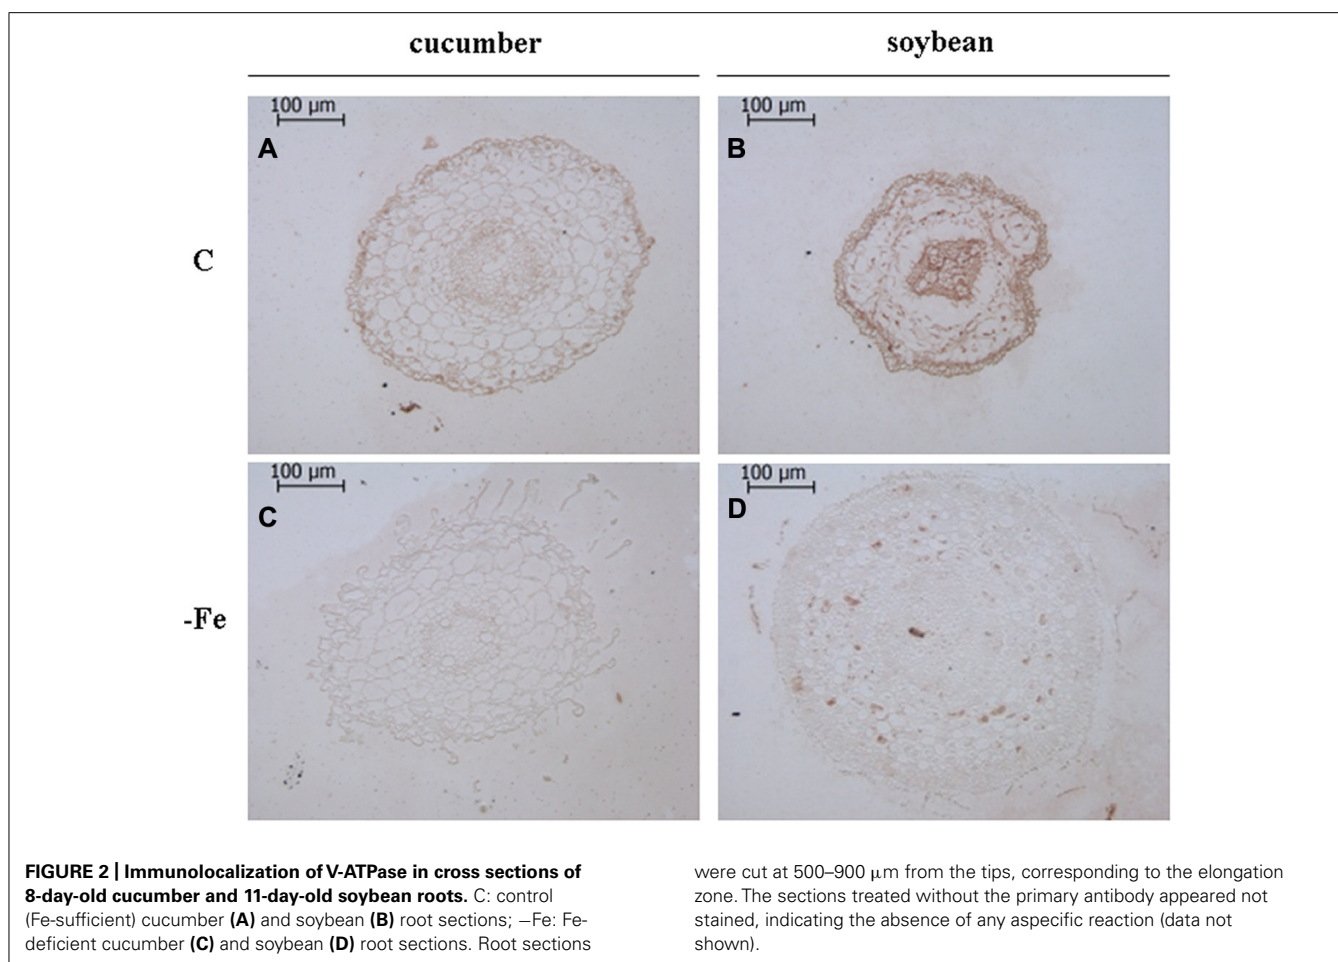 cucumber
soybean
100 µm
100 µm
A
B
C
100 µm
100 µm
C
D
-Fe
FIGURE 2 | Immunolocalization of V-ATPase in cross sections of
8-day-old cucumber and 11-day-old soybean roots. C: control
(Fe-sufficient) cucumber (A) and soybean (B) root sections; −Fe: Fe-
deficient cucumber (C) and soybean (D) root sections. Root sections
were cut at 500–900 μm from the tips, corresponding to the elongation
zone. The sections treated without the primary antibody appeared not
stained, indicating the absence of any aspecific reaction (data not
shown).